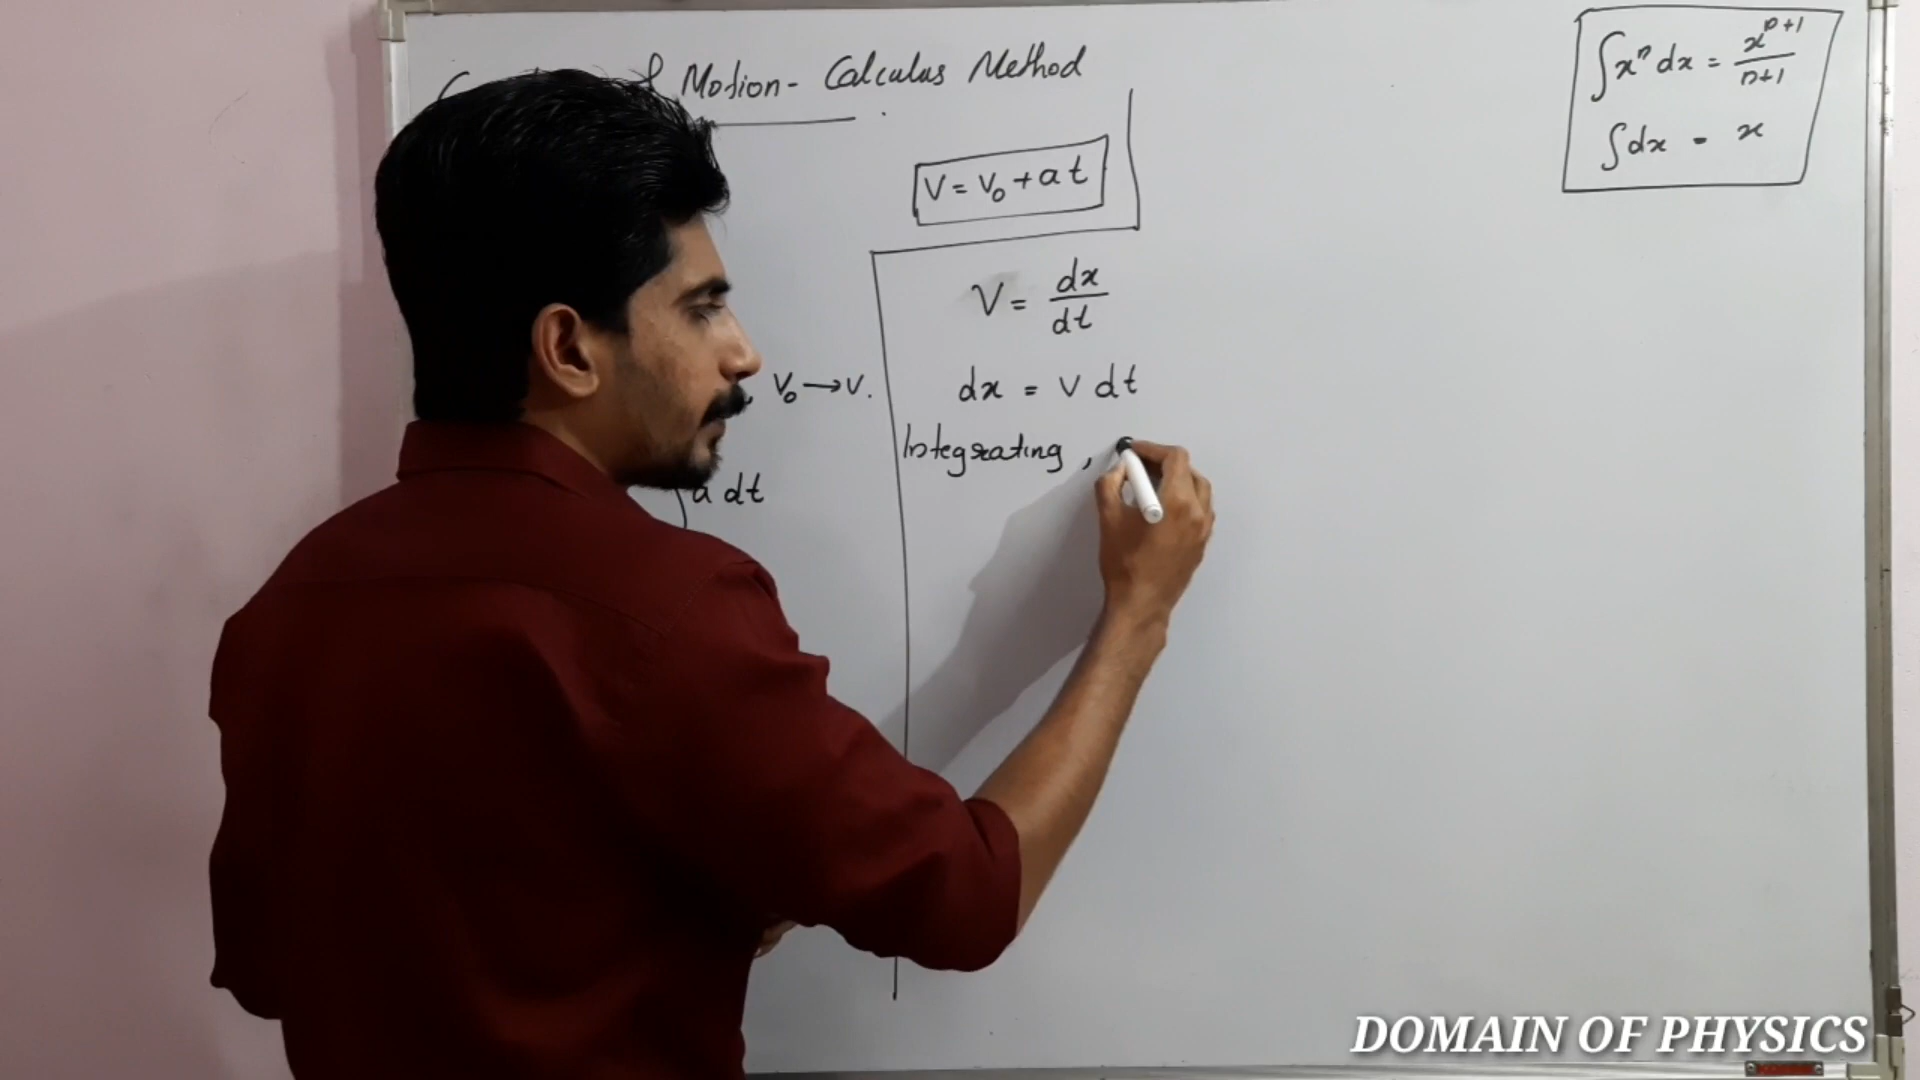 Motion - Calculus Method
V = V₀ + at
V₀ → V.
a dt
V = dx/dt
dx = V dt
Integrating,
∫xⁿ dx = xⁿ⁺¹/n+1
∫dx = x
DOMAIN OF PHYSICS